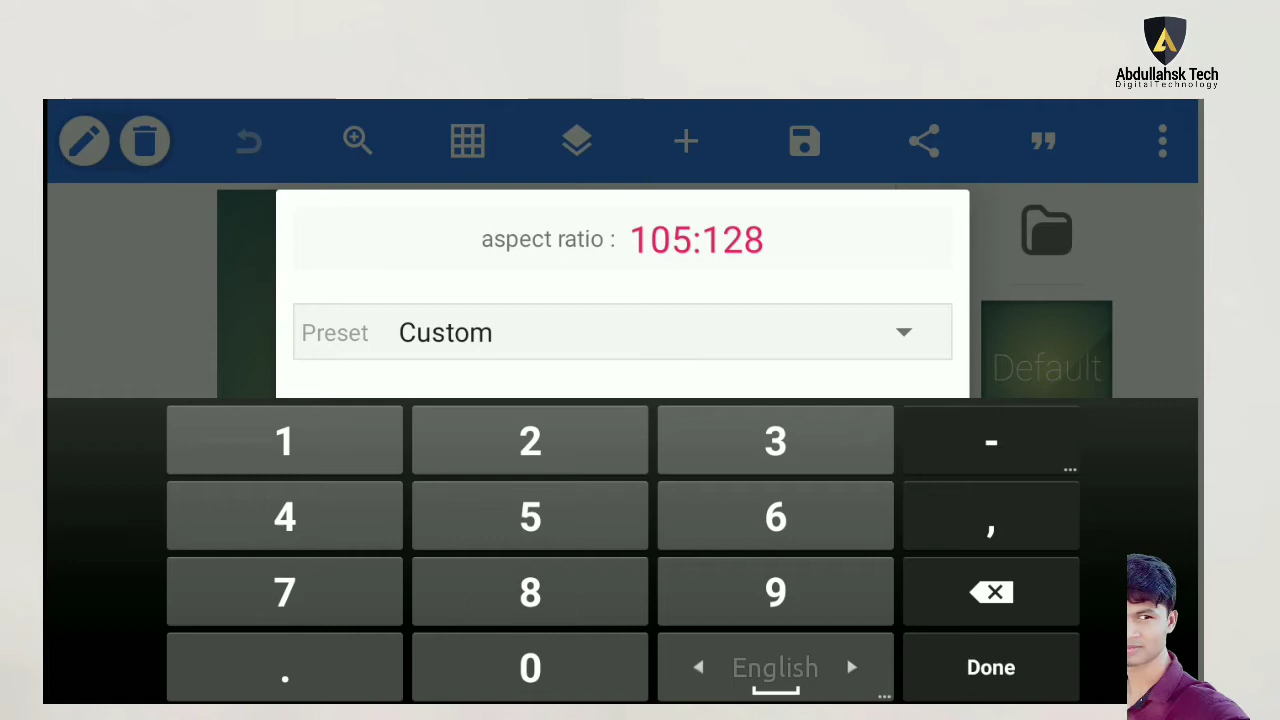 Abdullahsk Tech
DigitalTechnology
aspect ratio : 105:128
Preset Custom
Default
1 2 3 -
4 5 6 ,
7 8 9
. 0 English Done